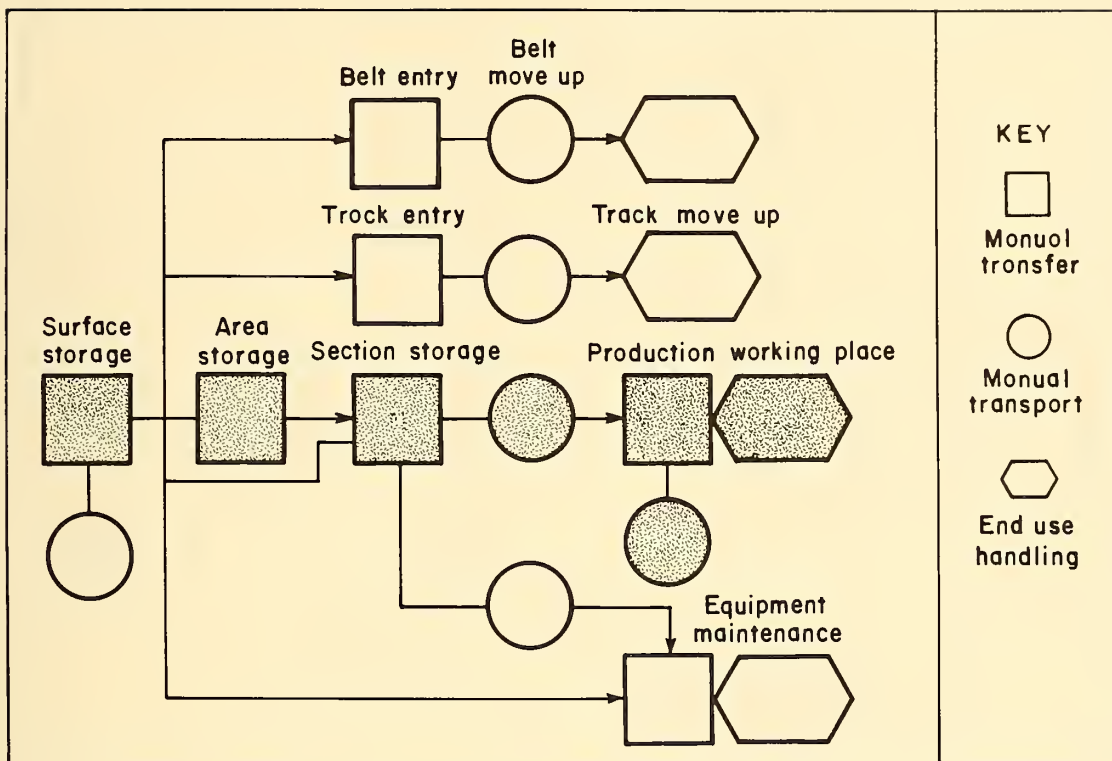 Belt entry
Belt
move up
Trock entry
Track move up
Surface
storage
Area
storage
Section storage
Production working place
Equipment
maintenance
KEY
Monuol
tronsfer
Monual
transport
End use
handling